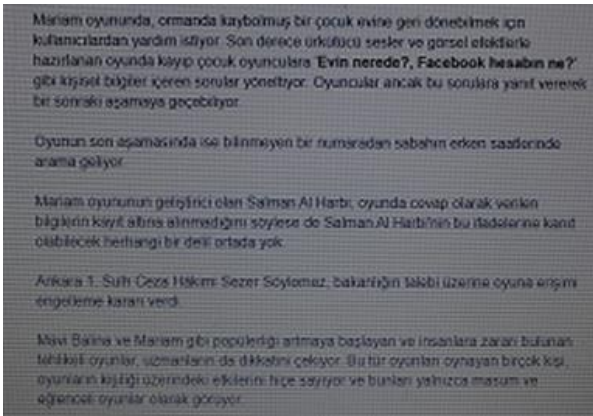 Mariam oyununda, ormanda kaybolmuş bir çocuk evine geri dönebilmek için
kullanıcılardan yardım istiyor. Son derece ürkütücü sesler ve görsel efektlerle
hazırlanan oyunda kayıp çocuk oyunculara 'Evin nerede?, Facebook hesabın ne?'
gibi kişisel bilgiler içeren sorular yöneltiyor. Oyuncular ancak bu sorulara yanıt vererek
bir sonraki aşamaya geçebiliyor.
Oyunun son aşamasında ise bilinmeyen bir numaradan sabahın erken saatlerinde
arama geliyor.
Mariam oyununun geliştirici olan Salman Al Harbi, oyunda cevap olarak verilen
bilgilerin kayıt altına alınmadığını söylese de Salman Al Harbi'nin bu ifadelerine kanıt
olabilecek herhangi bir delil ortada yok.
Ankara 1. Sulh Ceza Hakimi Sezer Söylemez, bakanlığın talebi üzerine oyuna erişimi
engelleme kararı verdi.
Mavi Balina ve Mariam gibi popülerliği artmaya başlayan ve insanlara zararı bulunan
tehlikeli oyunlar, uzmanların da dikkatini çekiyor. Bu tür oyunları oynayan birçok kişi,
oyunların kişiliği üzerindeki etkilerini hiçe sayıyor ve bunları yalnızca masum ve
eğlenceli oyunlar olarak görüyor.